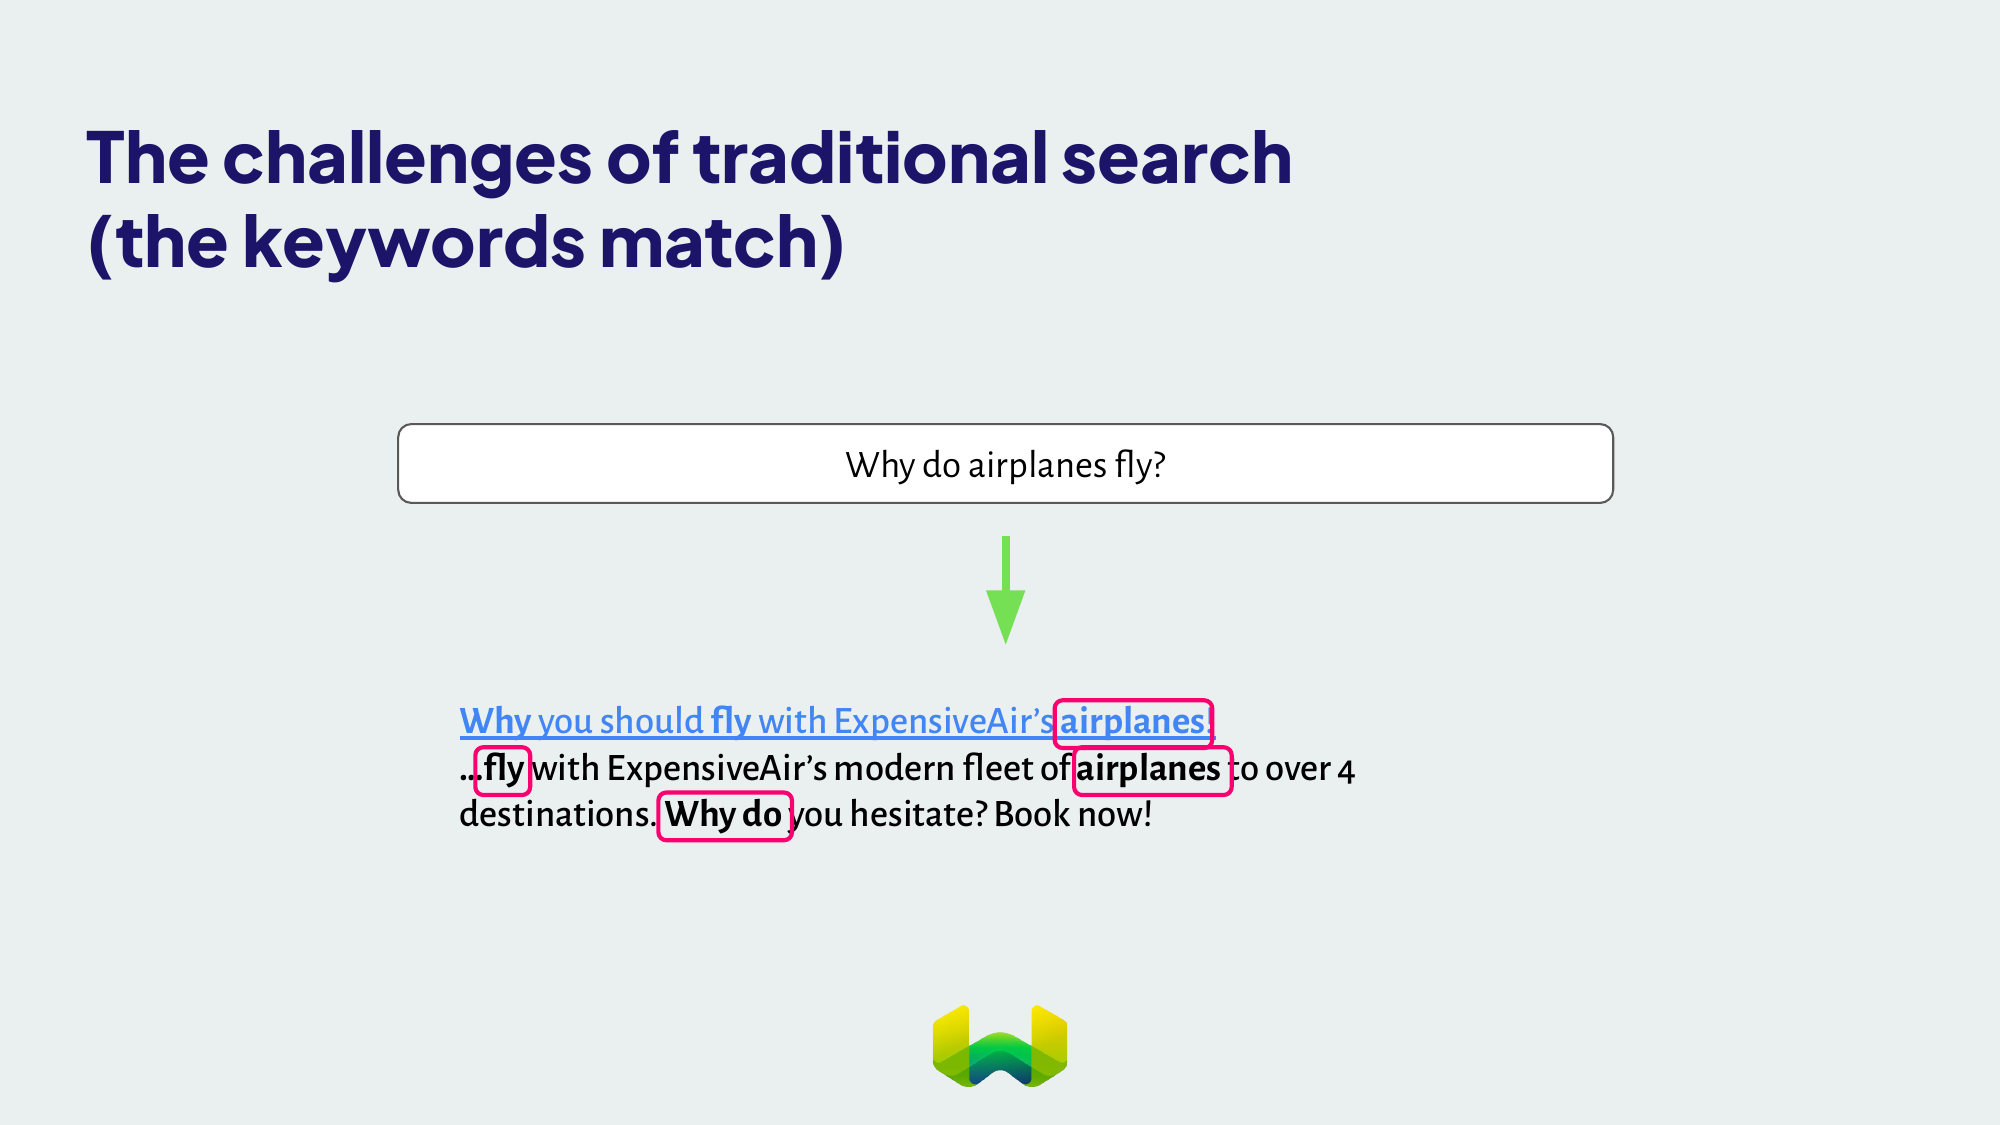 The challenges of traditional search
(the keywords match)
Why do airplanes fly?
Why you should fly with ExpensiveAir’s airplanes!
...fly with ExpensiveAir’s modern fleet of airplanes to over 4
destinations. Why do you hesitate? Book now!